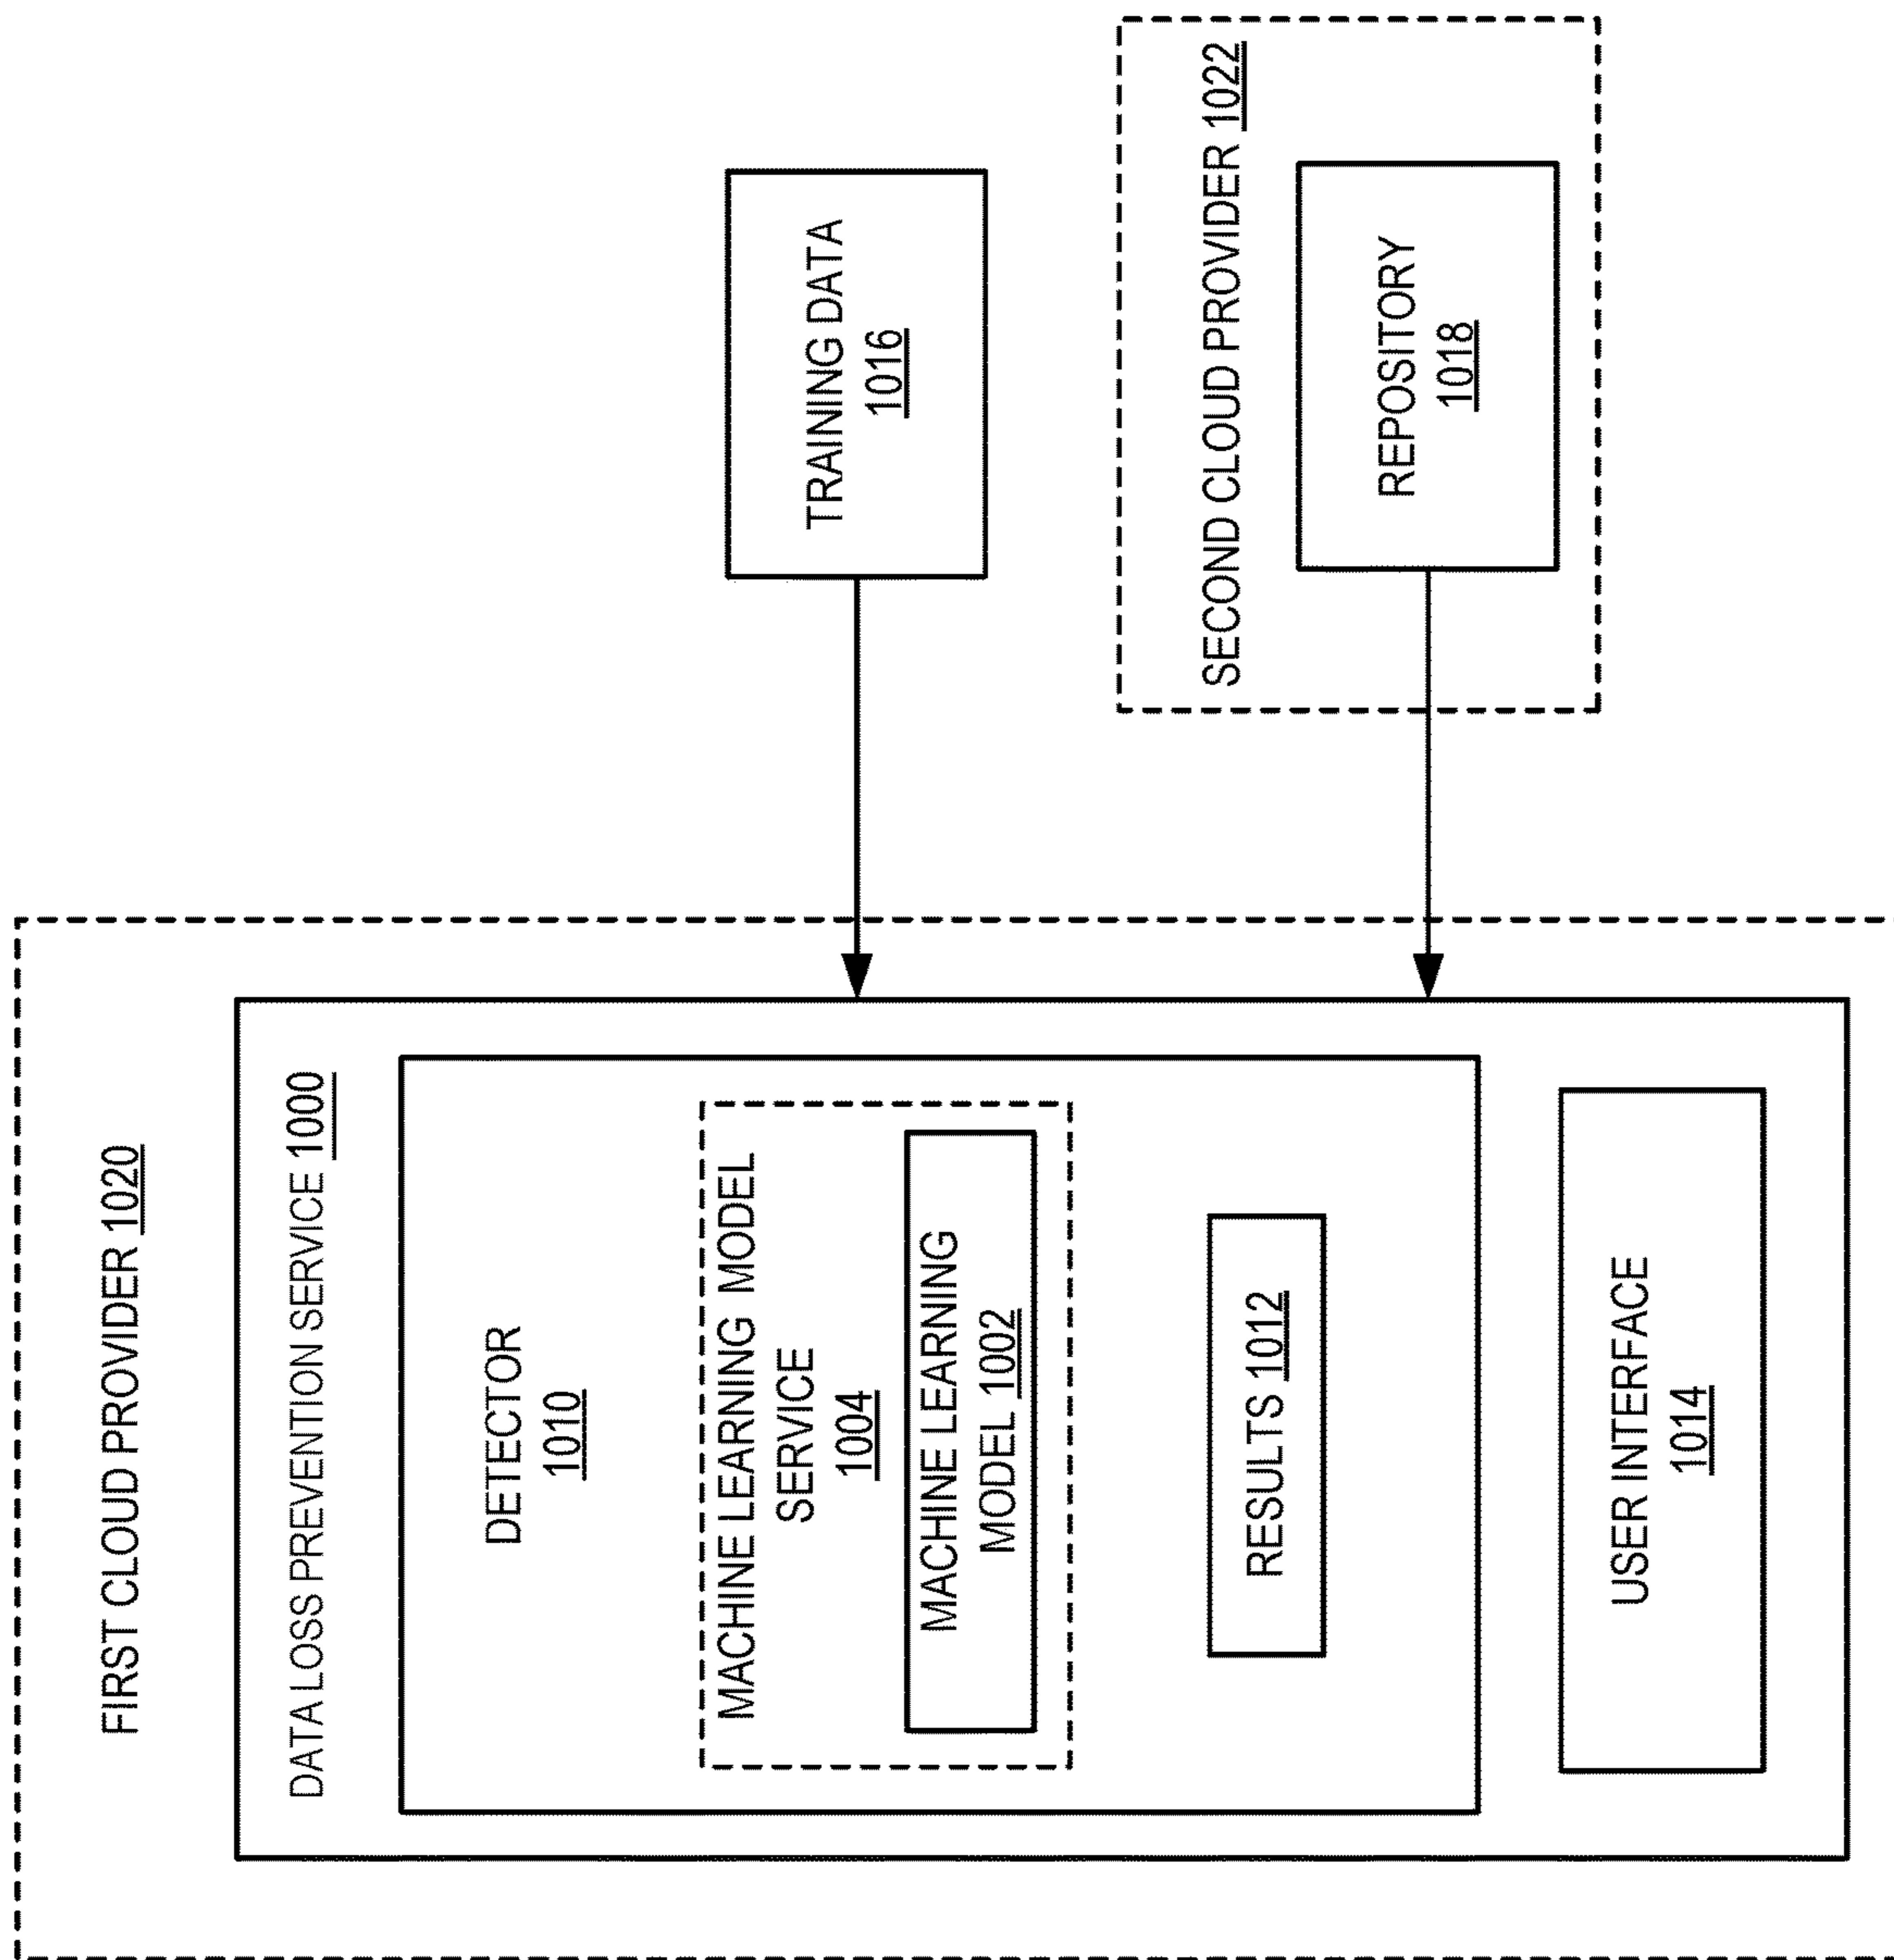 FIRST CLOUD PROVIDER 1020
DATA LOSS PREVENTION SERVICE 1000
DETECTOR
1010
MACHINE LEARNING MODEL
SERVICE
1004
MACHINE LEARNING
MODEL 1002
RESULTS 1012
USER INTERFACE
1014
TRAINING DATA
1016
SECOND CLOUD PROVIDER 1022
REPOSITORY
1018